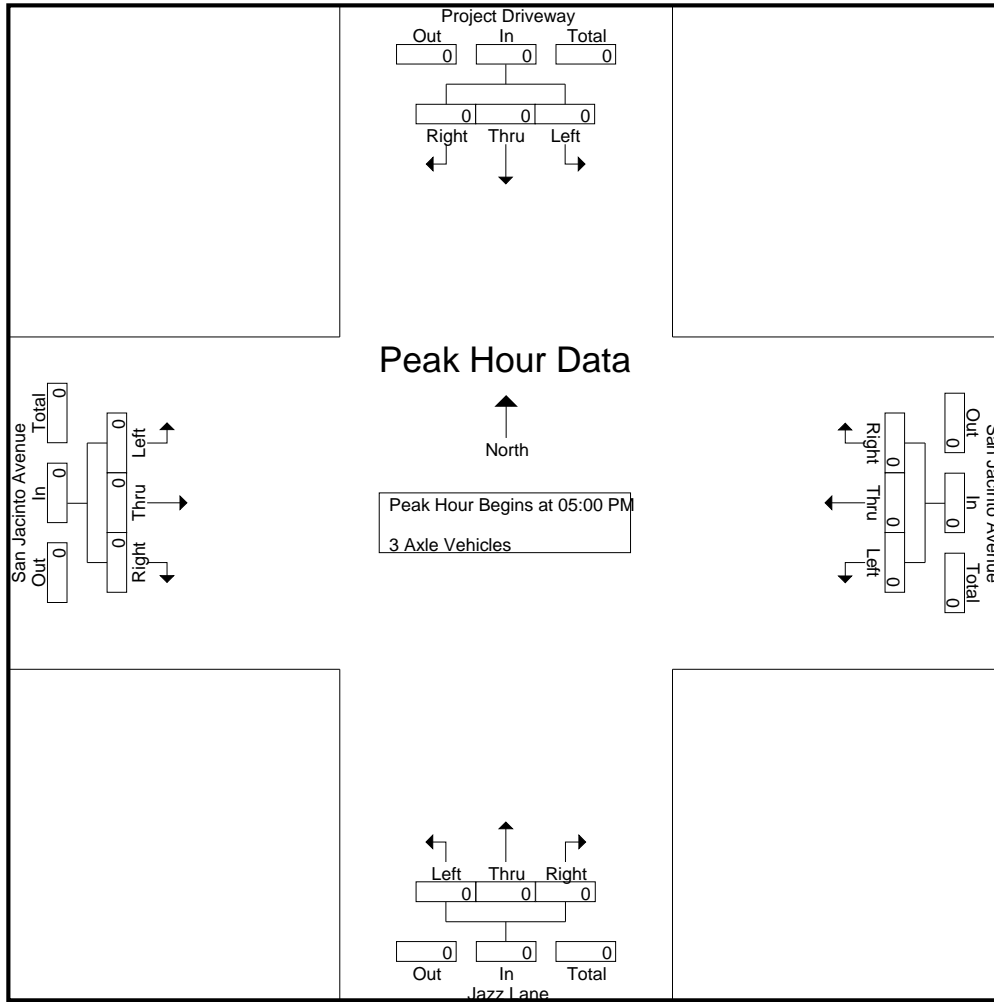 Project Driveway
Out In Total
0 0 0
0 0 0
Right Thru Left
Peak Hour Data
North
Peak Hour Begins at 05:00 PM
3 Axle Vehicles
San Jacinto Avenue
Total In Out
0 0 0
0 0 0
Left Thru Right
San Jacinto Avenue
Out In Total
0 0 0
0 0 0
Right Thru Left
Left Thru Right
0 0 0
0 0 0
Out In Total
Jazz Lane